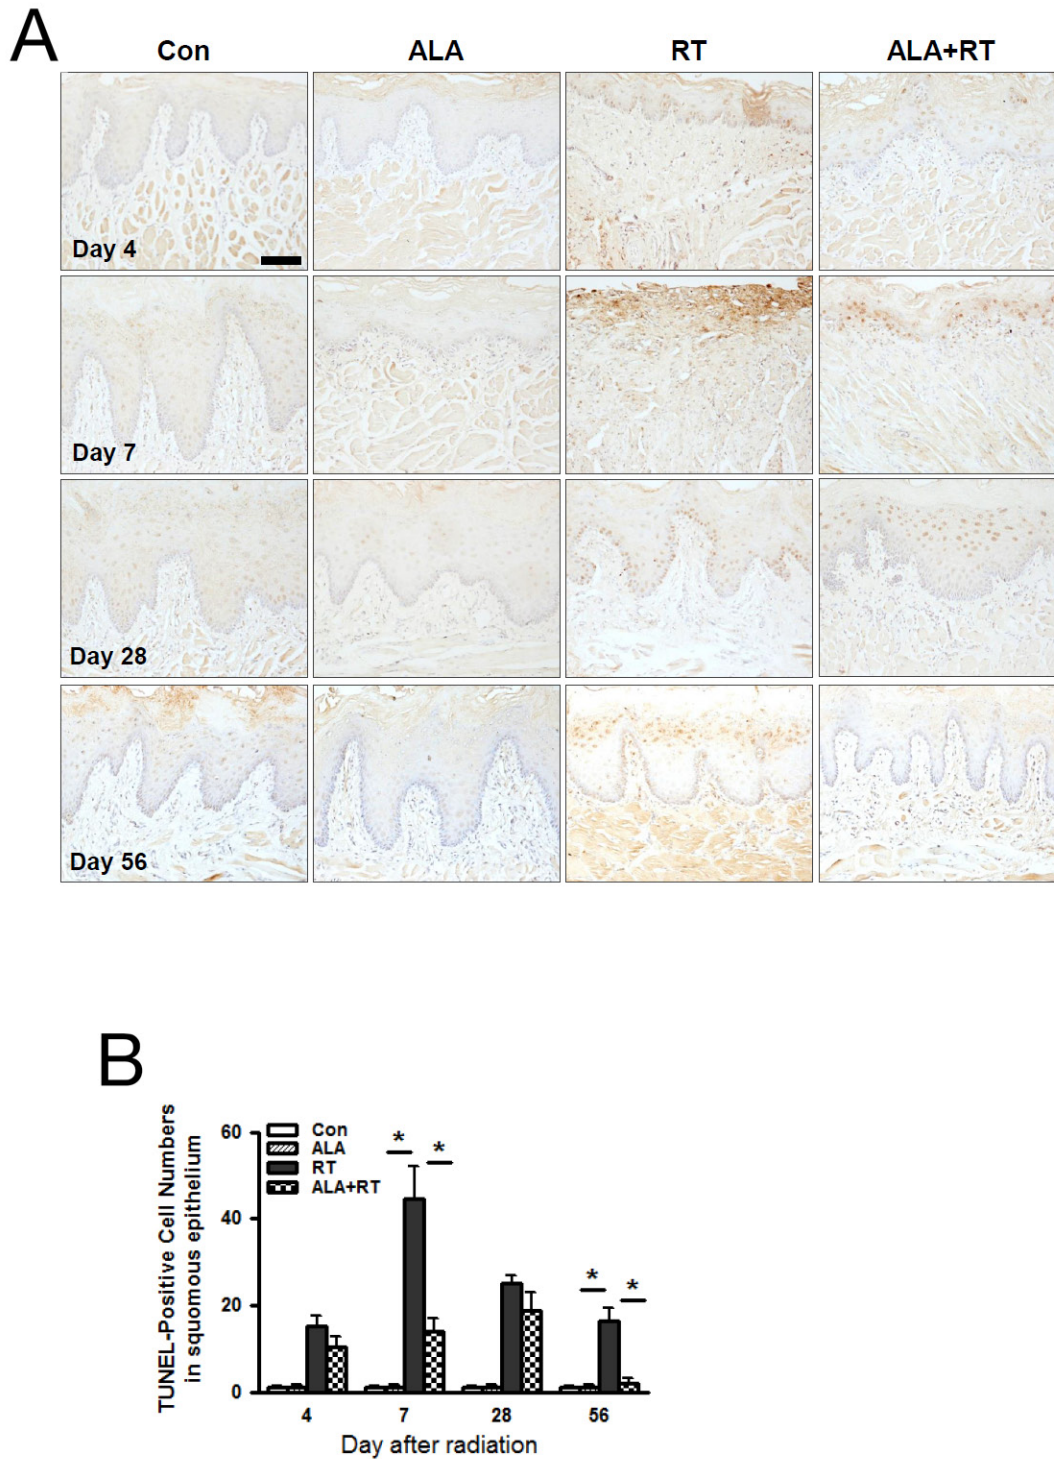 A
Con ALA RT ALA+RT
Day 4
Day 7
Day 28
Day 56
B
TUNEL-Positive Cell Numbers
in squomous epithelium
60
40
20
0
Con
ALA
RT
ALA+RT
* *
* *
4 7 28 56
Day after radiation